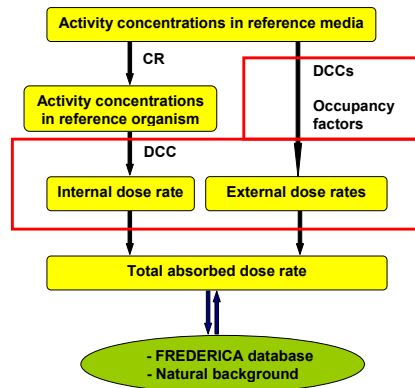 Activity concentrations in reference media
CR
DCCs
Occupancy
factors
Activity concentrations
in reference organism
DCC
Internal dose rate
External dose rates
Total absorbed dose rate
- FREDERICA database
- Natural background